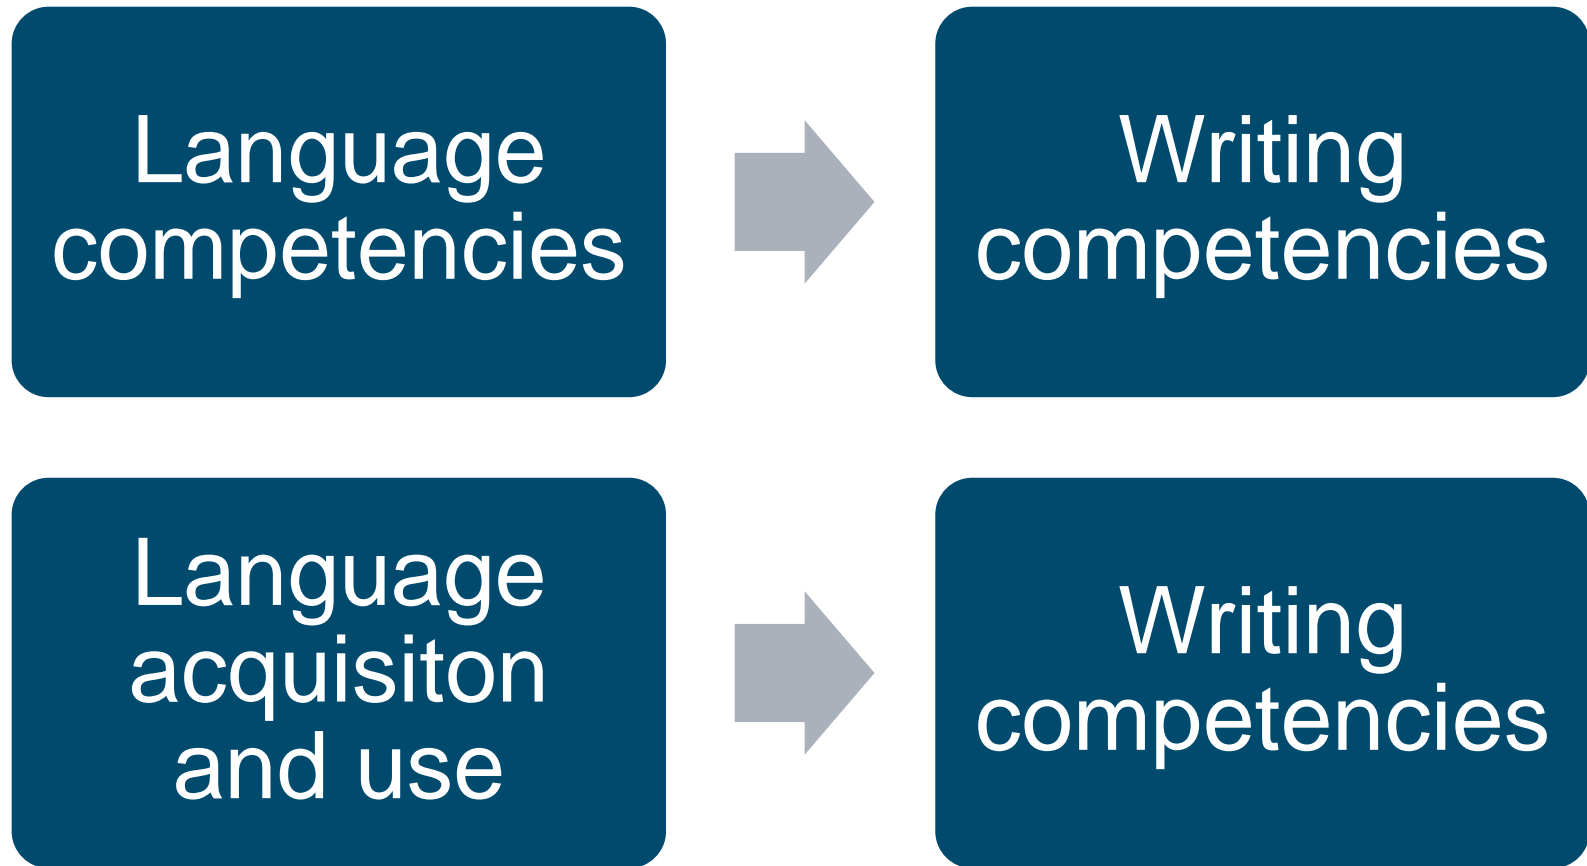 Language
competencies
Writing
competencies
Language
acquisiton
and use
Writing
competencies